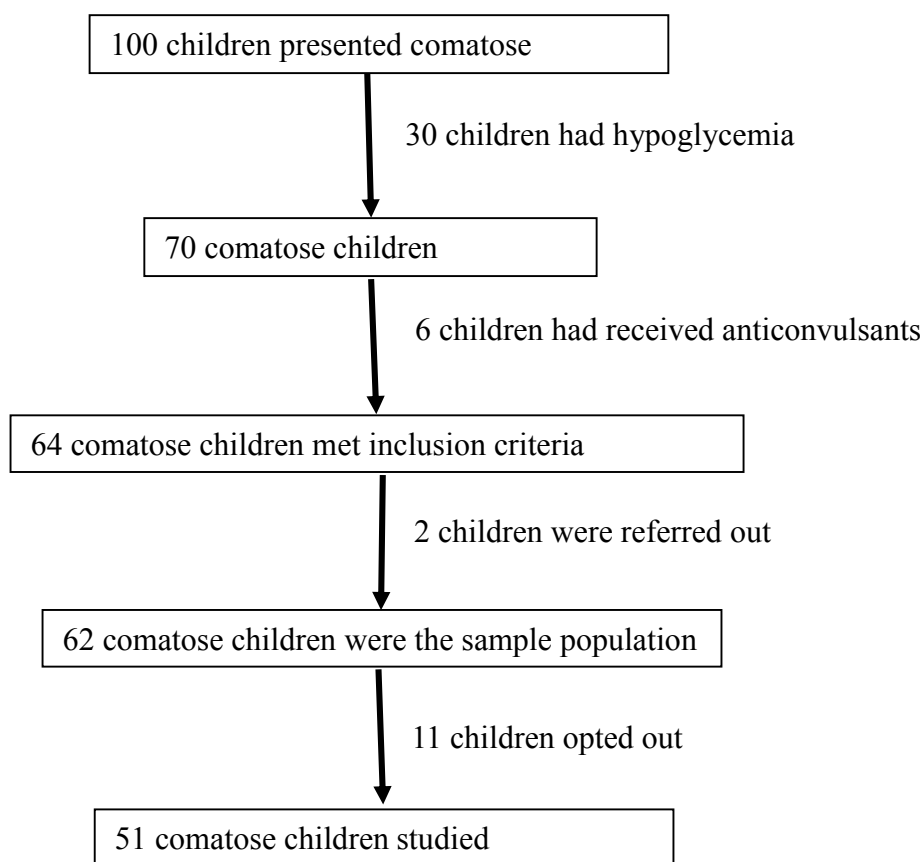 100 children presented comatose
30 children had hypoglycemia
70 comatose children
6 children had received anticonvulsants
64 comatose children met inclusion criteria
2 children were referred out
62 comatose children were the sample population
11 children opted out
51 comatose children studied